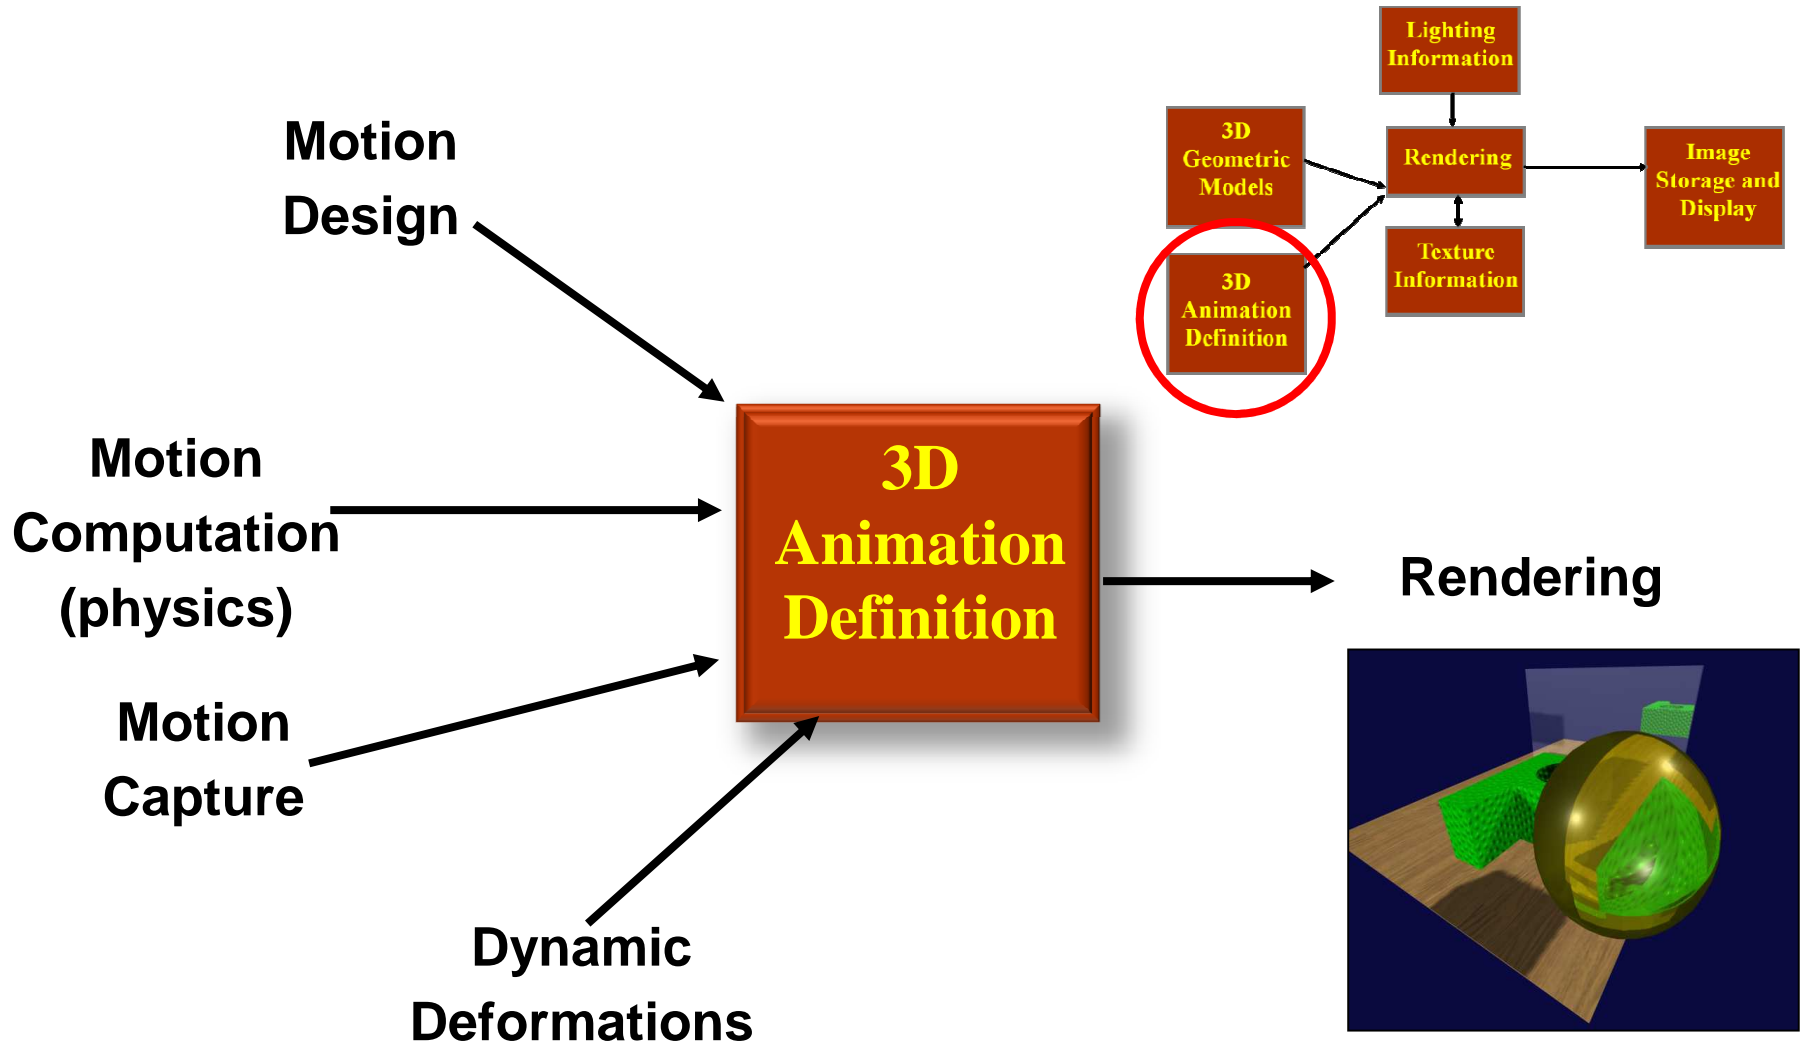 Lighting
Information
3D
Geometric
Models
Rendering
Image
Storage and
Display
Texture
Information
3D
Animation
Definition
Motion
Design
Motion
Computation
(physics)
Motion
Capture
Dynamic
Deformations
3D
Animation
Definition
Rendering